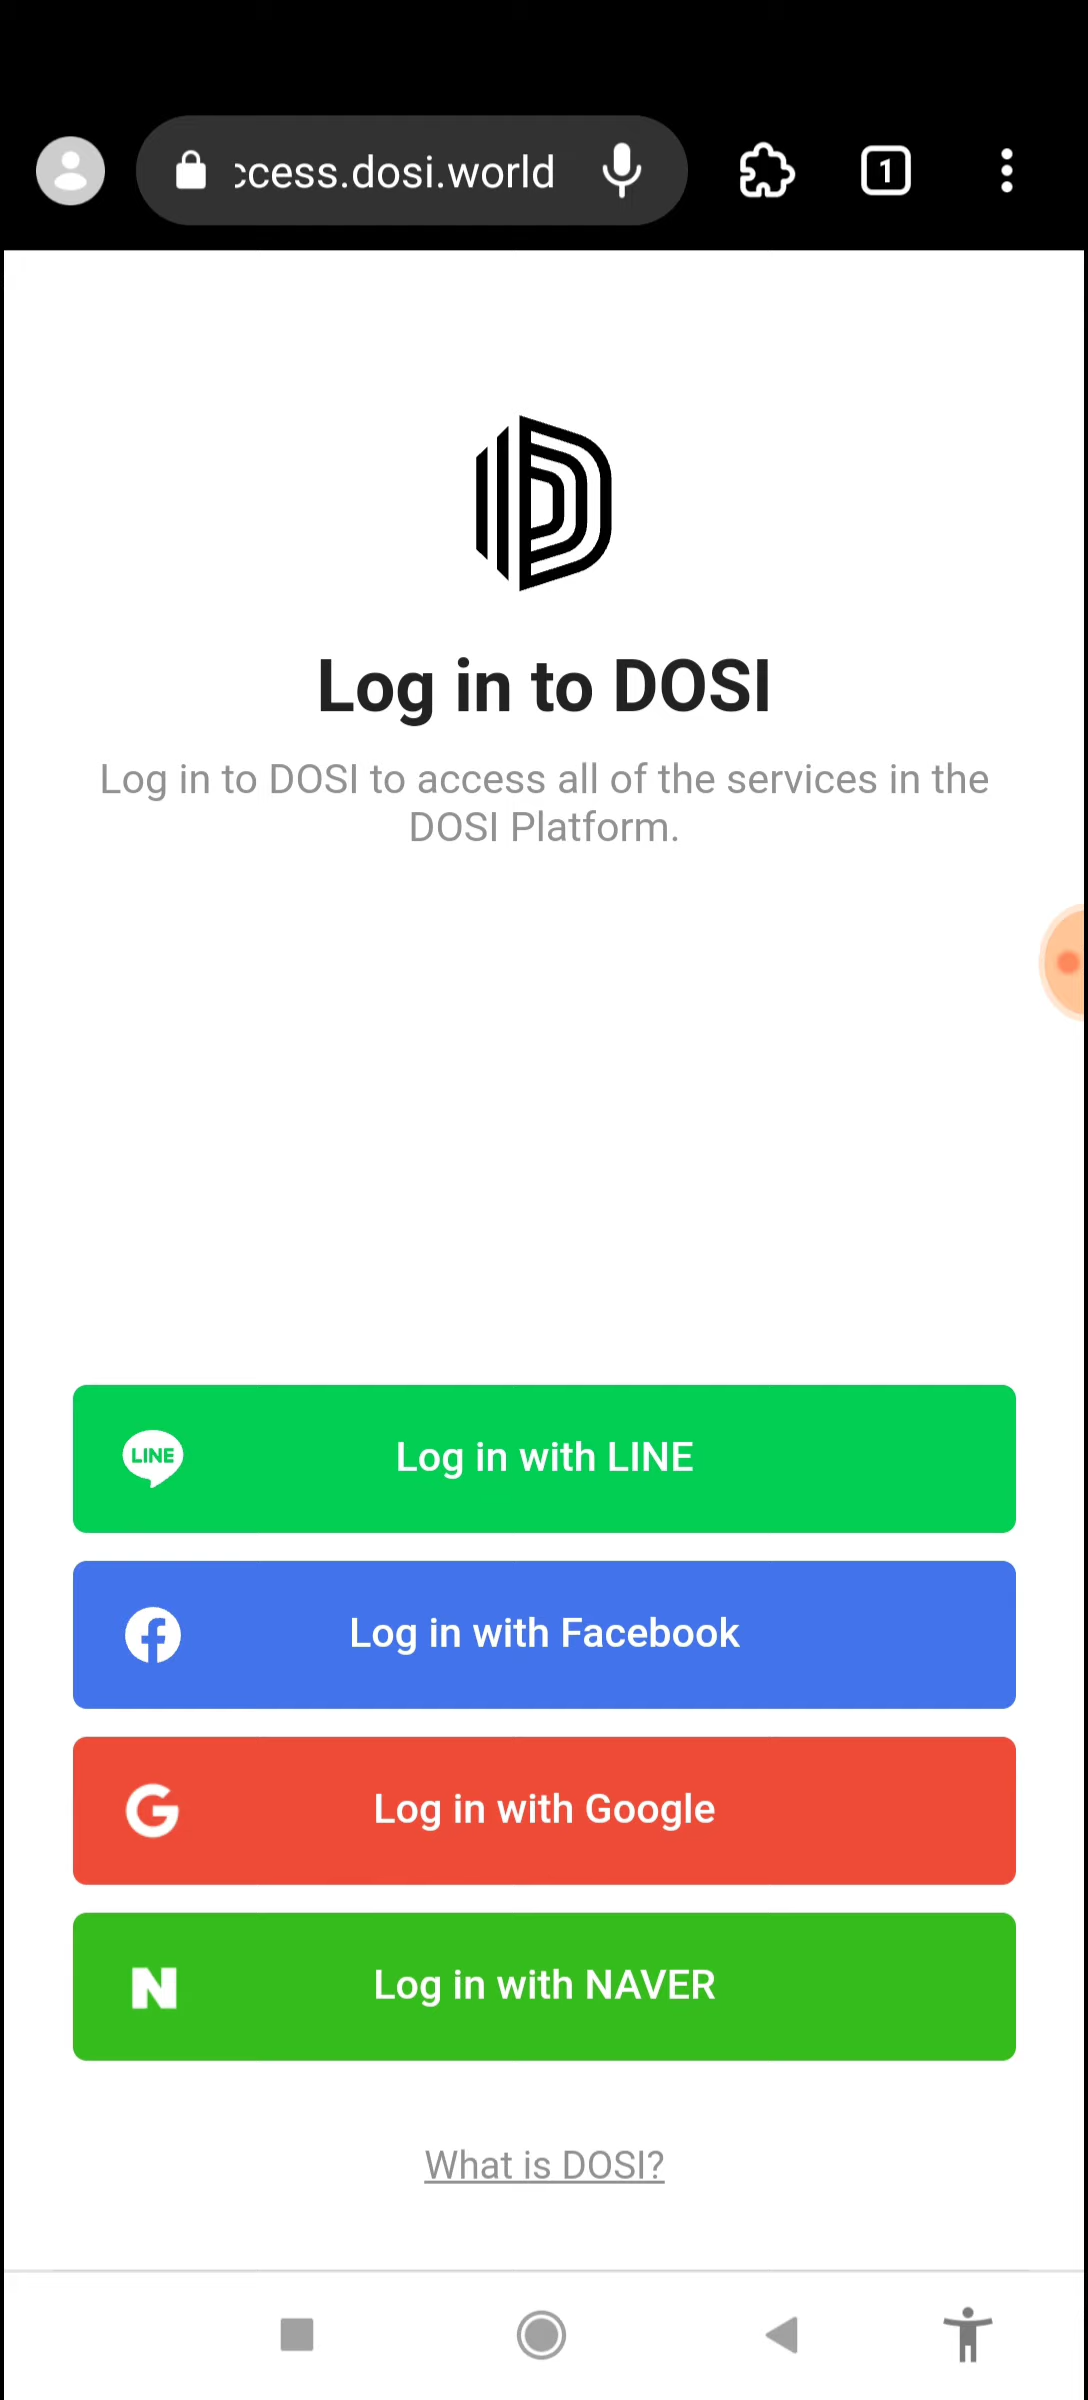 ccess.dosi.world
1
Log in to DOSI
Log in to DOSI to access all of the services in the
DOSI Platform.
LINE
Log in with LINE
Log in with Facebook
Log in with Google
Log in with NAVER
What is DOSI?